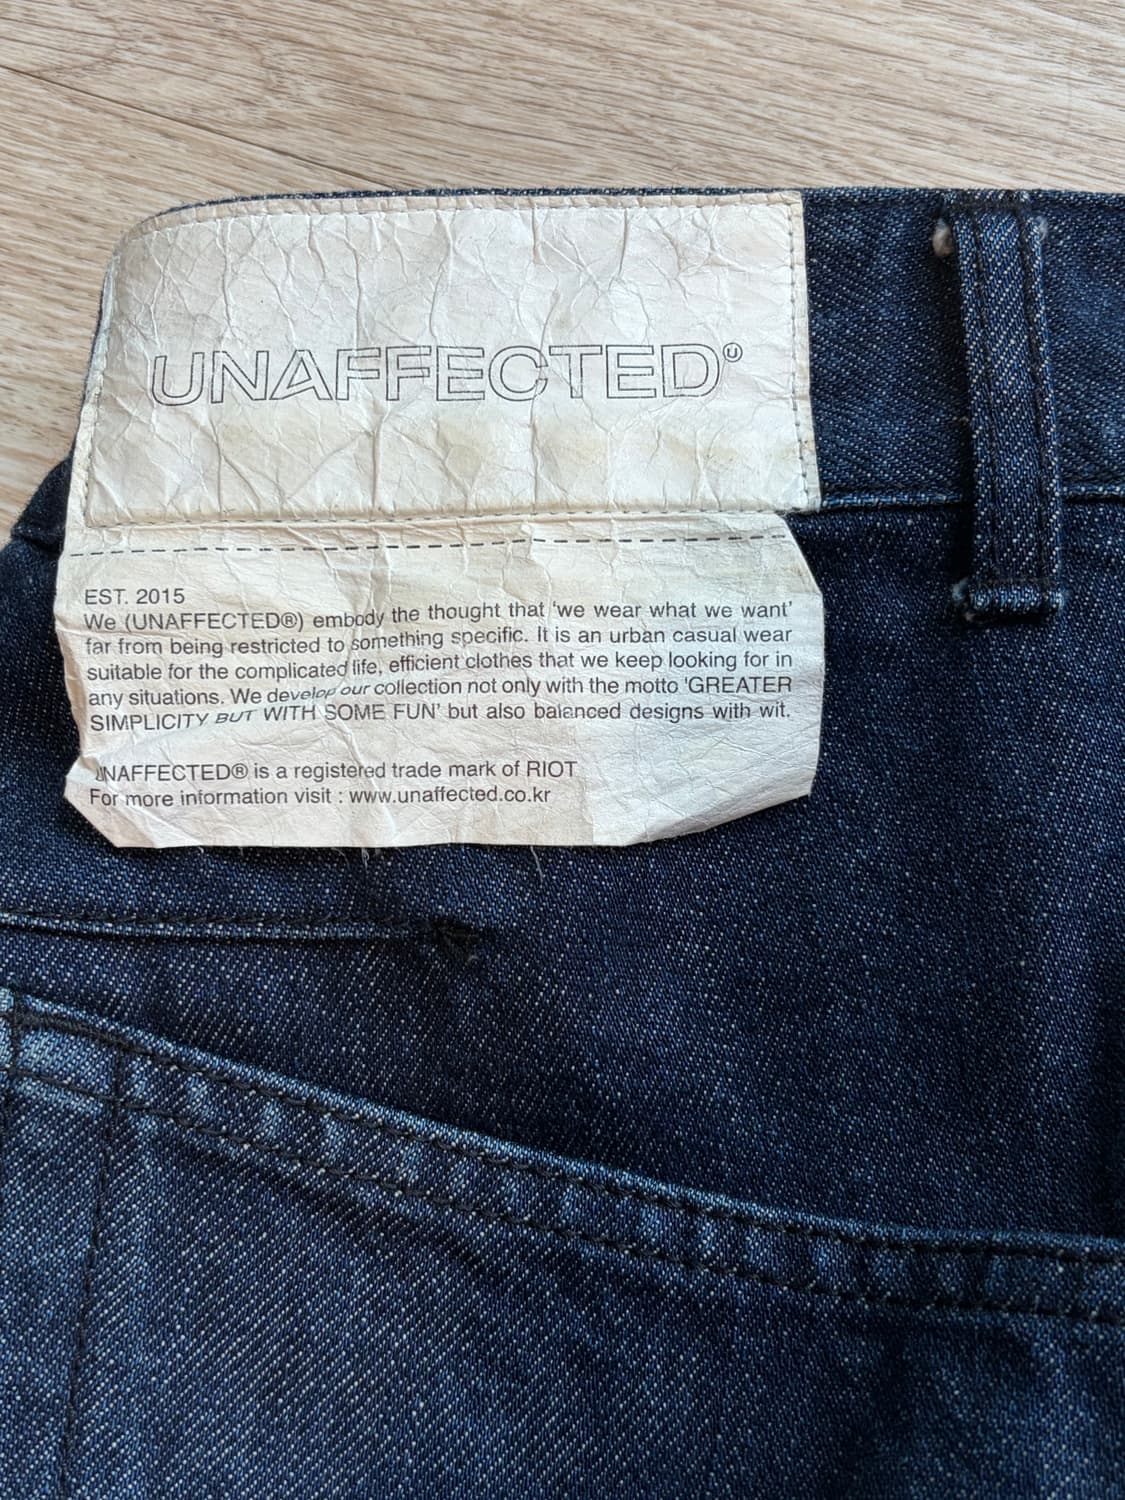 UNAFFECTED
EST. 2015
We (UNAFFECTED®) embody the thought that 'we wear what we want'
far from being restricted to something specific. It is an urban casual wear
suitable for the complicated life, efficient clothes that we keep looking for in
any situations. We develop our collection not only with the motto 'GREATER
SIMPLICITY BUT WITH SOME FUN' but also balanced designs with wit.
UNAFFECTED® is a registered trade mark of RIOT
For more information visit : www.unaffected.co.kr